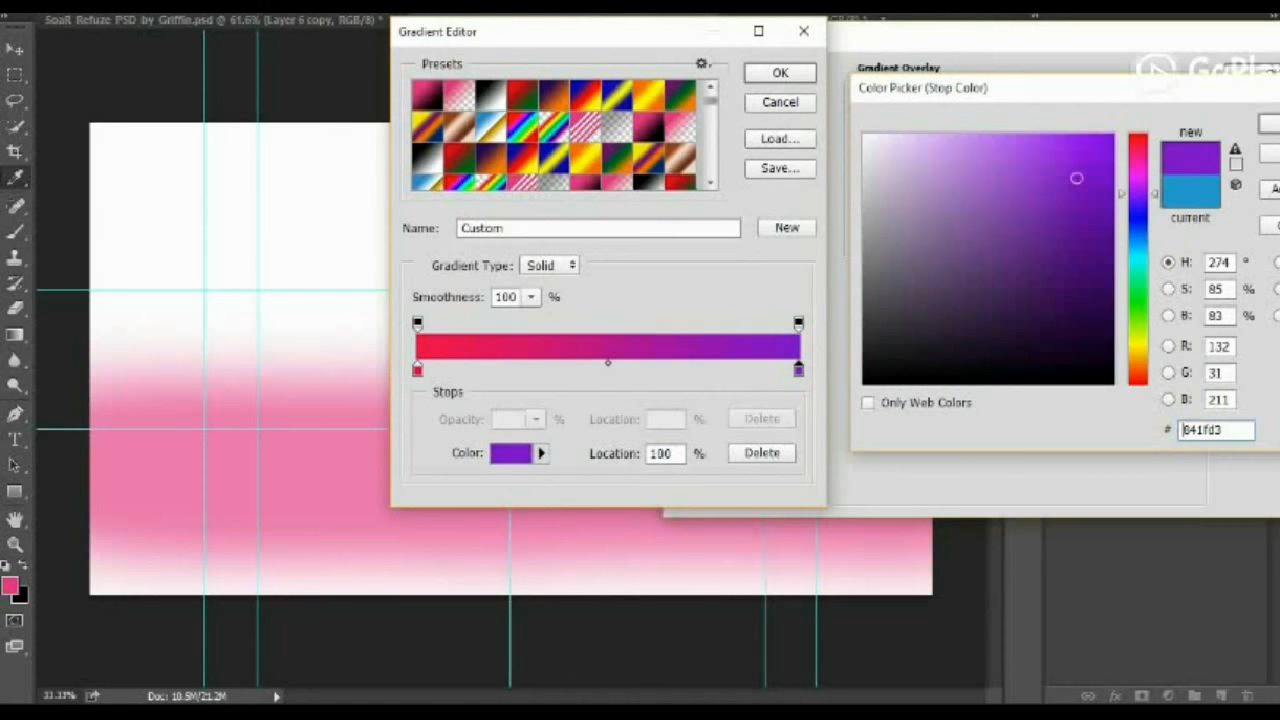 SoaR Refuze PSD by Griffin.psd @ 61.6% (Layer 6 copy, RGB/8) *
Gradient Editor
Presets
OK
Cancel
Load...
Save...
Name: Custom
New
Gradient Type: Solid
Smoothness: 100 %
Stops
Opacity: %
Location: %
Delete
Color:
Location: 100 %
Delete
Gradient Overlay
Color Picker (Stop Color)
new
current
H: 274 °
S: 85 %
B: 83 %
R: 132
G: 31
B: 211
# 841fd3
Only Web Colors
33.33%
Doc: 10.5M/21.2M